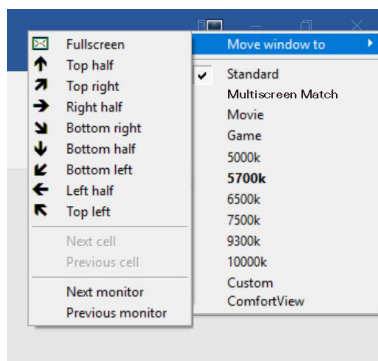 Fullscreen
Top half
Top right
Right half
Bottom right
Bottom half
Bottom left
Left half
Top left
Next cell
Previous cell
Next monitor
Previous monitor
Move window to
Standard
Multiscreen Match
Movie
Game
5000k
5700k
6500k
7500k
9300k
10000k
Custom
ComfortView